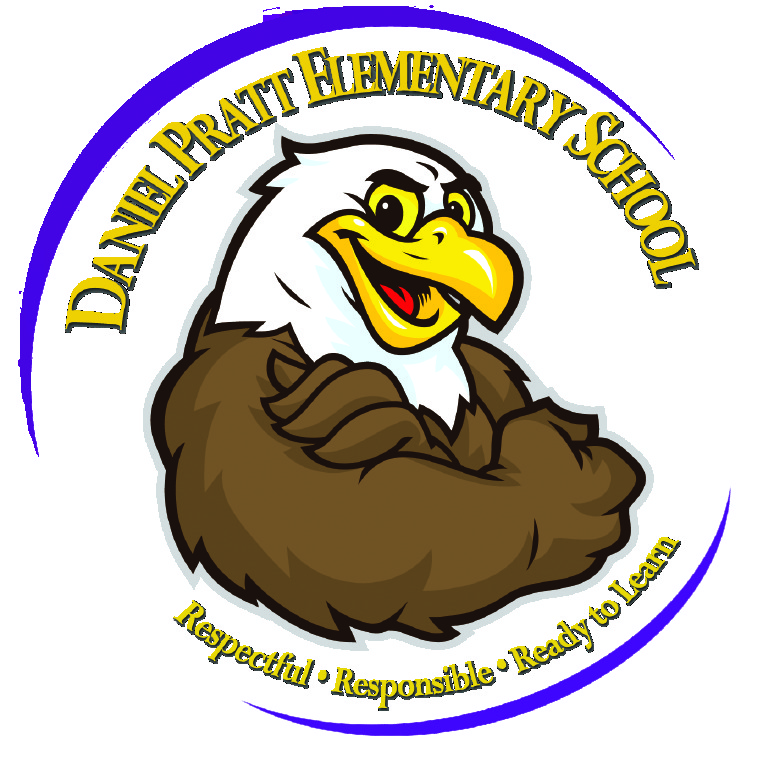 DANIEL PRATT ELEMENTARY SCHOOL
Respectful • Responsible • Ready to Learn